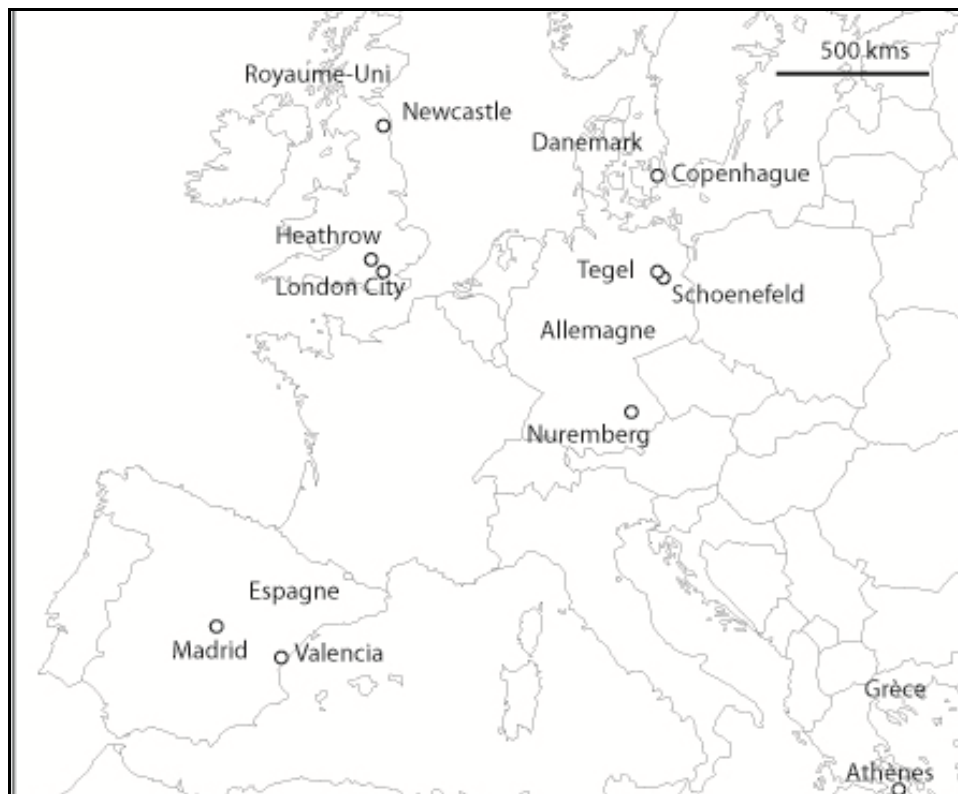 500 kms
Royaume-Uni
Newcastle
Danemark
Copenhague
Heathrow
London City
Tegel
Schoenefeld
Allemagne
Nuremberg
Espagne
Madrid
Valencia
Grèce
Athènes